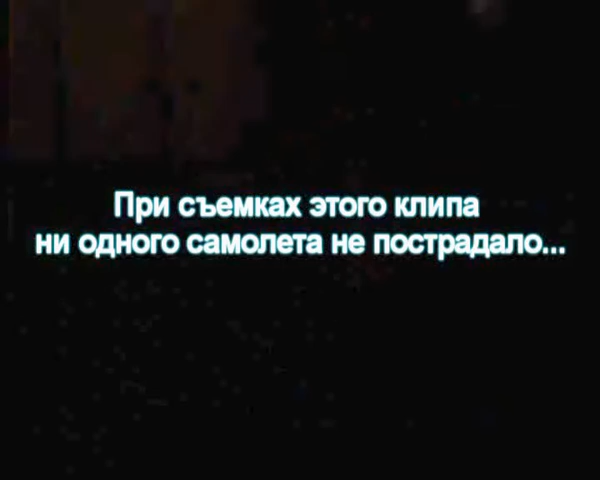 При съемках этого клипа
ни одного самолета не пострадало...